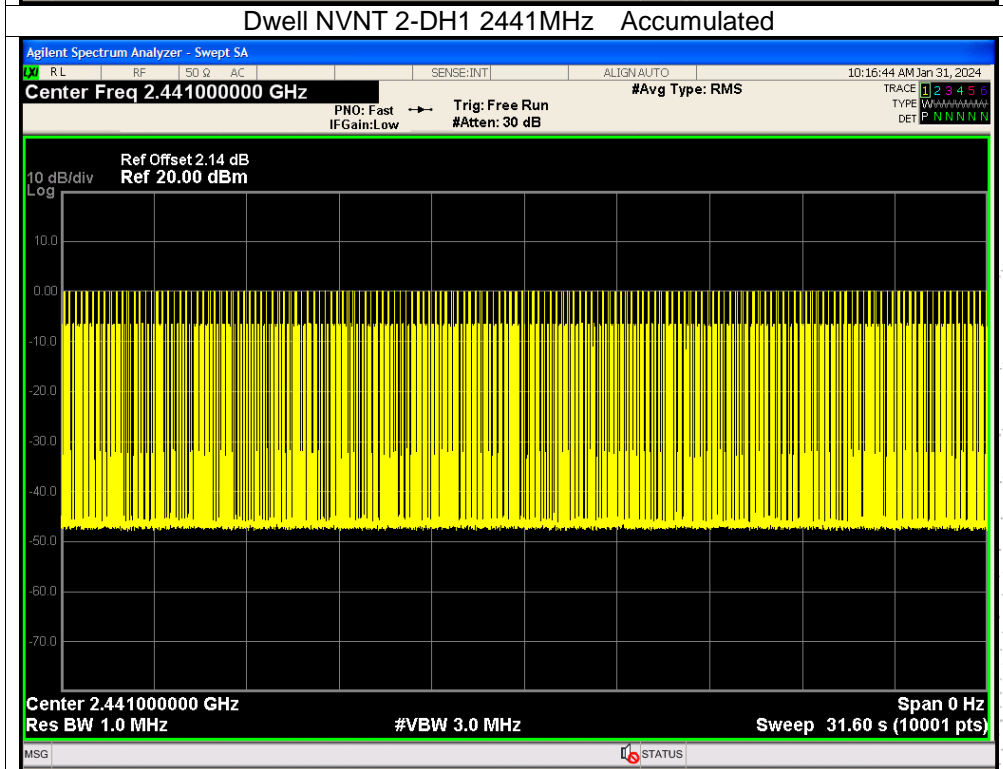 Dwell NVNT 2-DH1 2441MHz Accumulated
Agilent Spectrum Analyzer - Swept SA
LXI RL RF 50 Ω AC SENSE:INT ALIGN AUTO 10:16:44 AM Jan 31, 2024
Center Freq 2.441000000 GHz #Avg Type: RMS TRACE 1 2 3 4 5 6
PNO: Fast Trig: Free Run TYPE WWWWWW
IFGain:Low #Atten: 30 dB DET P N N N N N
Ref Offset 2.14 dB
10 dB/div Ref 20.00 dBm
Log
10.0
0.00
-10.0
-20.0
-30.0
-40.0
-50.0
-60.0
-70.0
Center 2.441000000 GHz Span 0 Hz
Res BW 1.0 MHz #VBW 3.0 MHz Sweep 31.60 s (10001 pts)
MSG STATUS